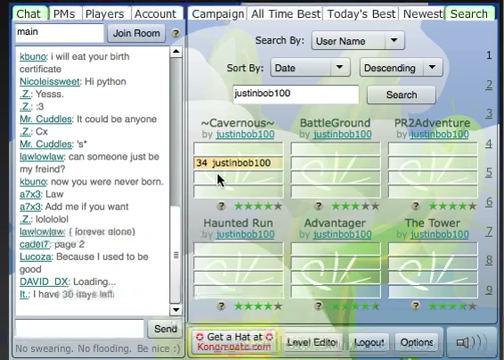 Chat PMs Players Account
Campaign All Time Best Today's Best Newest Search
main Join Room ?
kbuno: i will eat your birth
certificate
Nicoleissweet: Hi python
.Z.: Yesss.
.Z.: :3
Mr. Cuddles: It could be anyone
.Z.: Cx
Mr. Cuddles: 's*
lawlowlaw: can someone just be
my freind?
kbuno: now you were never born.
a7x3: Law
a7x3: Add me if you want
.Z.: lolololol
lawlowlaw: ( forever alone)
cadet7: page 2
Lucoza: Because I used to be
good
DAVID_DX: Loading...
It.: I have 30 days left
Send
No swearing. No flooding. Be nice :)
Search By: User Name
Sort By: Date Descending
justinbob100 Search
~Cavernous~ BattleGround PR2Adventure
by justinbob100 by justinbob100 by justinbob100
34 justinbob100
? ? ?
Haunted Run Advantager The Tower
by justinbob100 by justinbob100 by justinbob100
? ? ?
1
2
3
4
5
6
7
8
9
Get a Hat at
Kongregate.com
Level Editor Logout Options